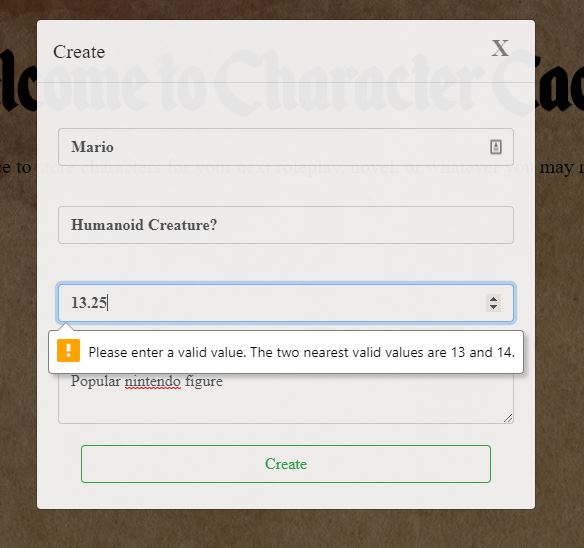 Create
X
lcome to Character Cac
ce to store characters for your next roleplay, novel, or whatever you may n
Mario
Humanoid Creature?
13.25
! Please enter a valid value. The two nearest valid values are 13 and 14.
Popular nintendo figure
Create